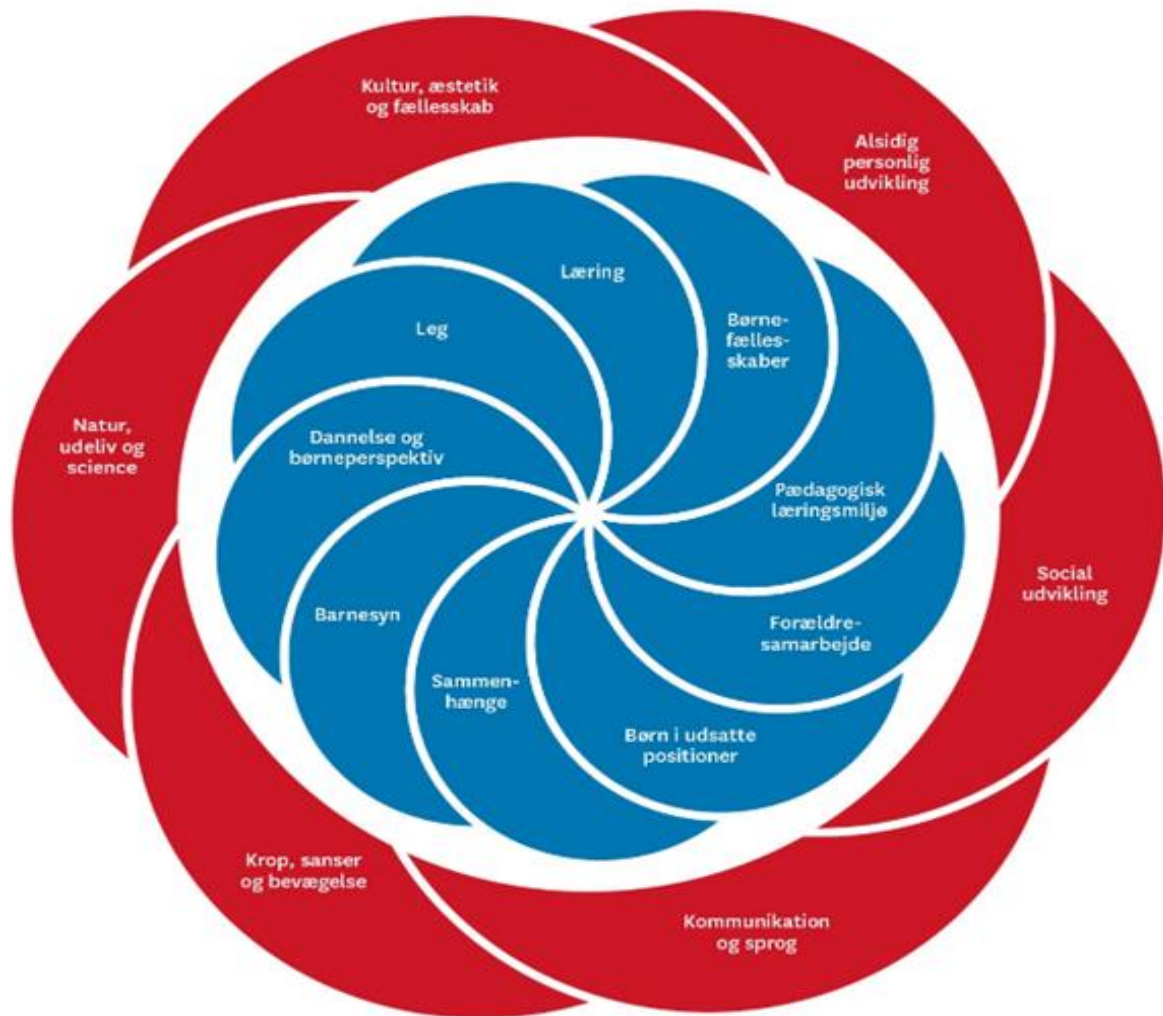 Kultur, æstetik
og fællesskab
Alsidig
personlig
udvikling
Læring
Børne-
fælles-
skaber
Leg
Natur,
udeliv og
science
Dannelse og
børneperspektiv
Pædagogisk
læringsmiljø
Social
udvikling
Barnesyn
Forældre-
samarbejde
Sammen-
hænge
Børn i udsatte
positioner
Krop, sanser
og bevægelse
Kommunikation
og sprog